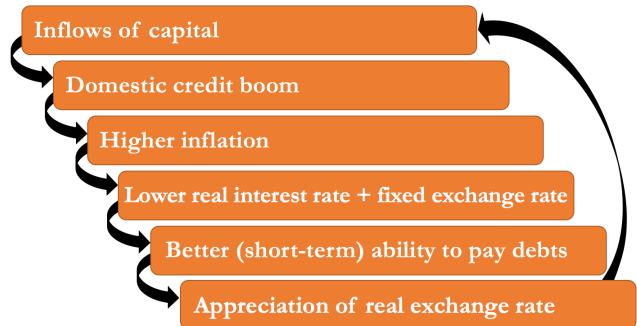 Inflows of capital
Domestic credit boom
Higher inflation
Lower real interest rate + fixed exchange rate
Better (short-term) ability to pay debts
Appreciation of real exchange rate